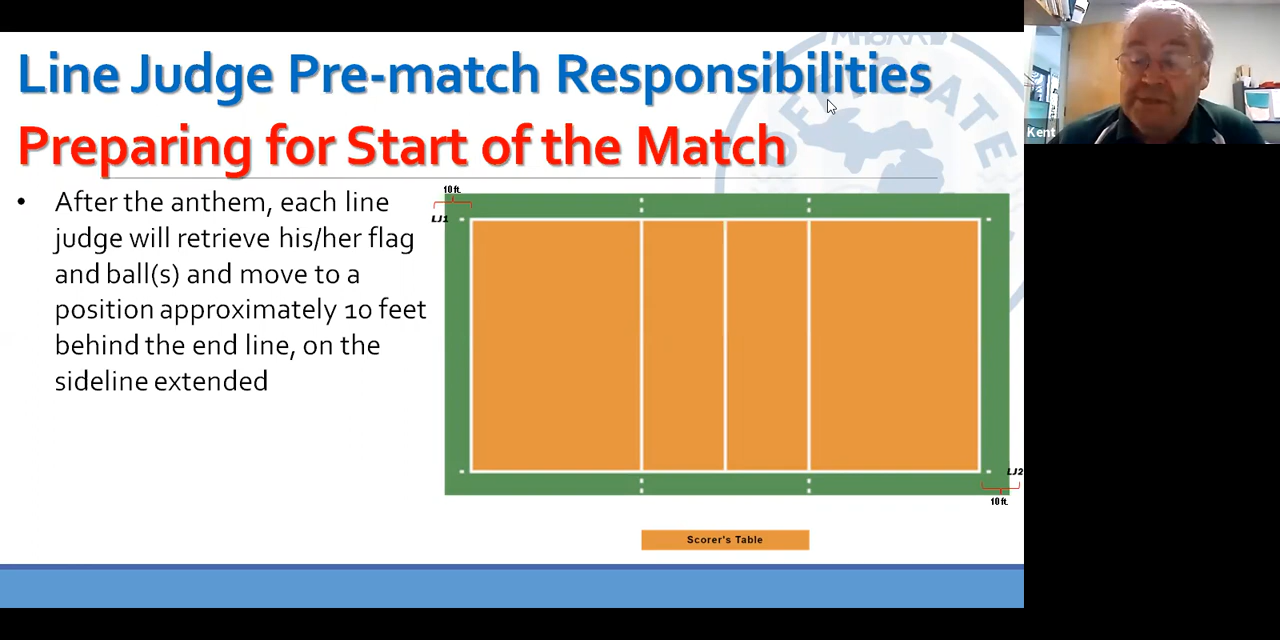 MHSAA
DESIGNATE
Line Judge Pre-match Responsibilities
Preparing for Start of the Match
Kent
• After the anthem, each line
judge will retrieve his/her flag
and ball(s) and move to a
position approximately 10 feet
behind the end line, on the
sideline extended
10 ft.
LJ1
LJ2
10 ft.
Scorer's Table